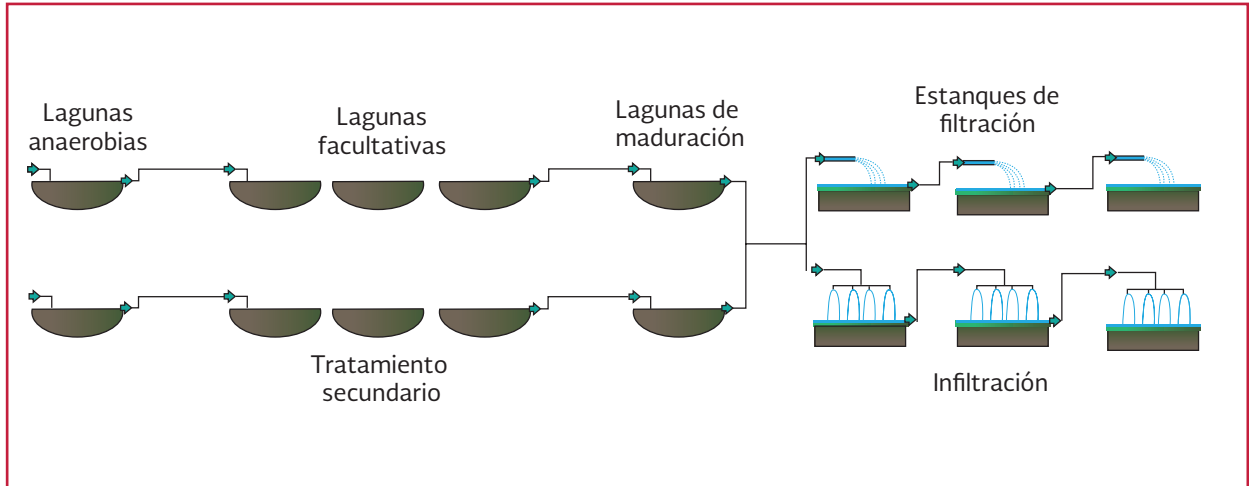 Lagunas
anaerobias
Lagunas
facultativas
Lagunas de
maduración
Estanques de
filtración
Tratamiento
secundario
Infiltración